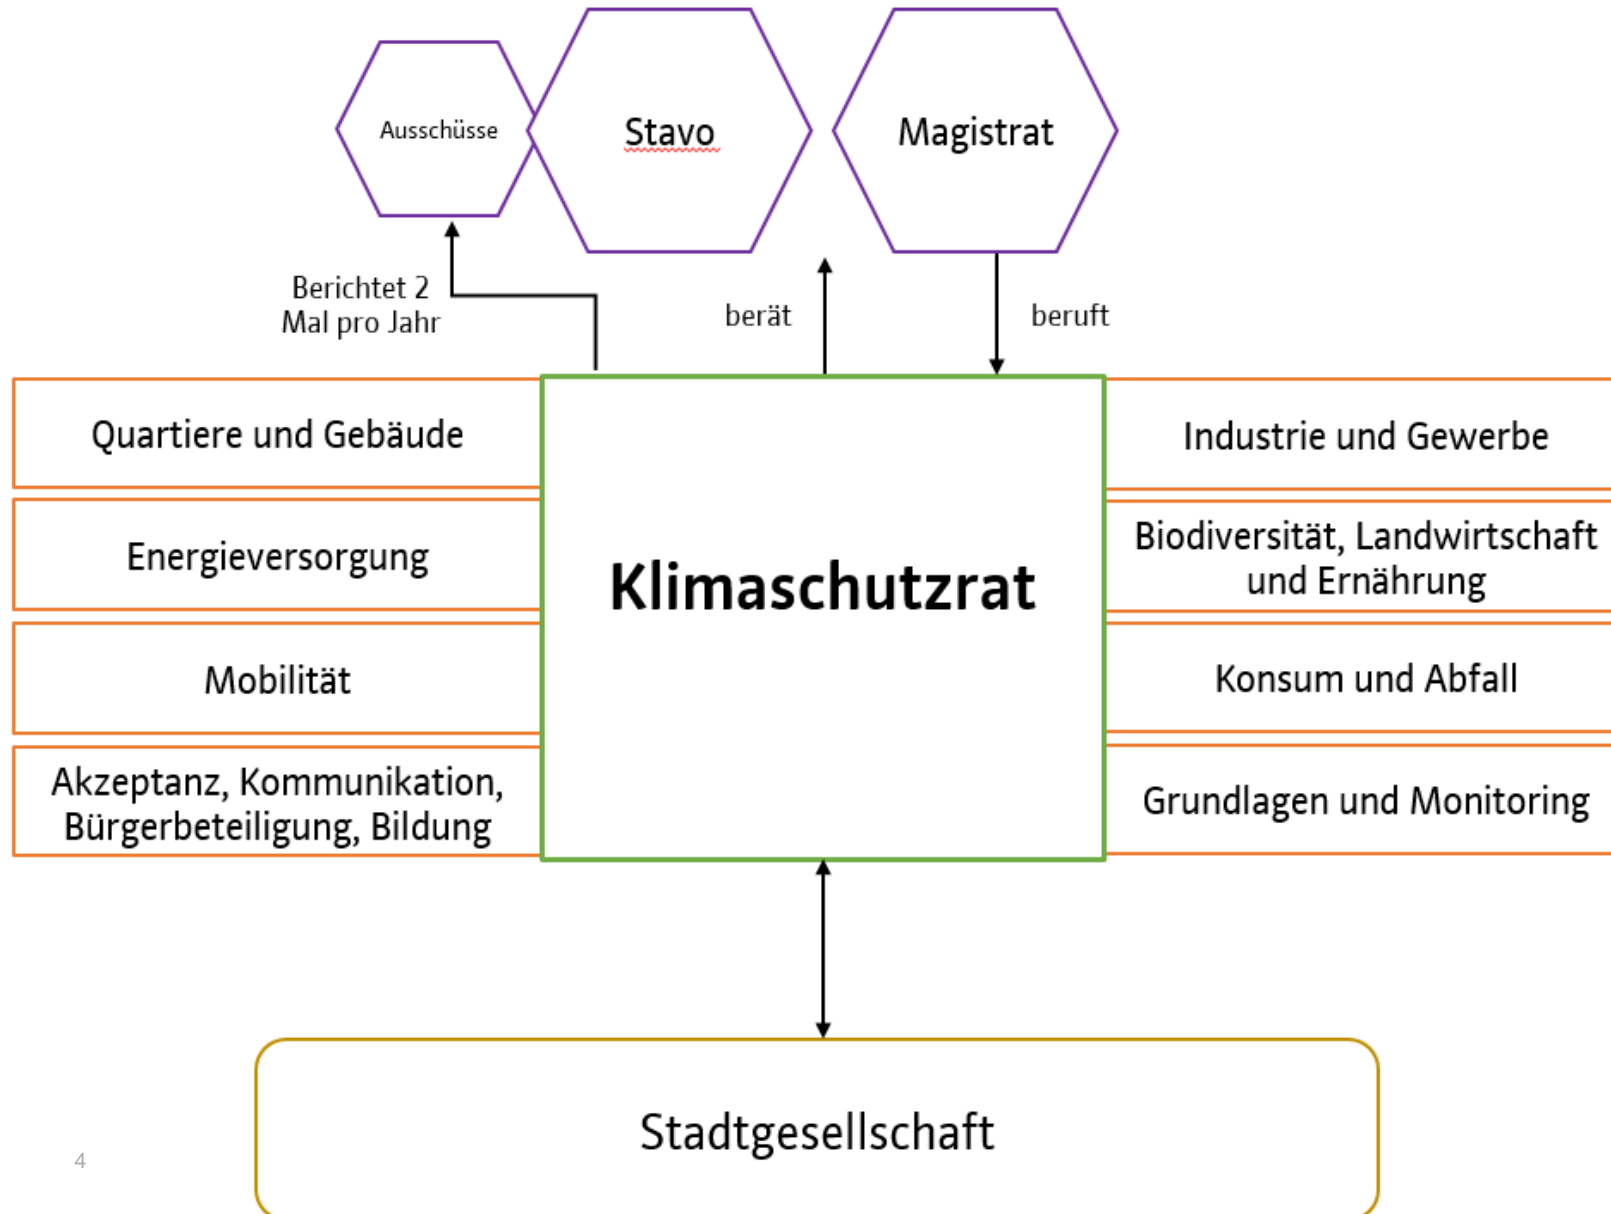 Ausschüsse
Stavo
Magistrat
Berichtet 2
Mal pro Jahr
berät
beruft
Quartiere und Gebäude
Energieversorgung
Mobilität
Akzeptanz, Kommunikation,
Bürgerbeteiligung, Bildung
Klimaschutzrat
Industrie und Gewerbe
Biodiversität, Landwirtschaft
und Ernährung
Konsum und Abfall
Grundlagen und Monitoring
Stadtgesellschaft
4